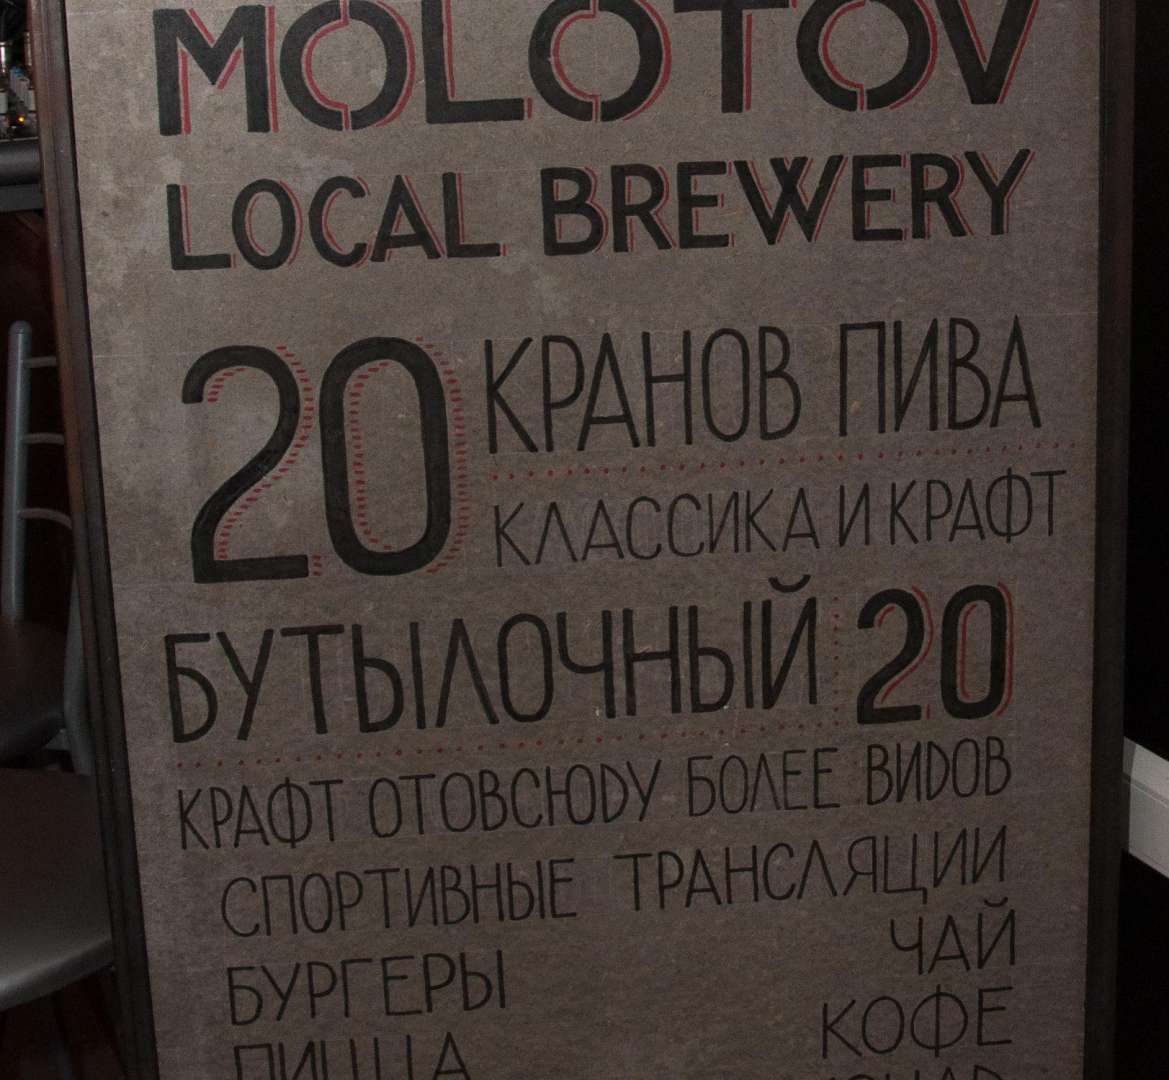 MOLOTOV
LOCAL BREWERY
20 КРАНОВ ПИВА
КЛАССИКА И КРАФТ
БУТЫЛОЧНЫЙ 20
КРАФТ ОТОВСЮДУ БОЛЕЕ ВИДОВ
СПОРТИВНЫЕ ТРАНСЛЯЦИИ
ЧАЙ
БУРГЕРЫ
КОФЕ
ПИЦЦА